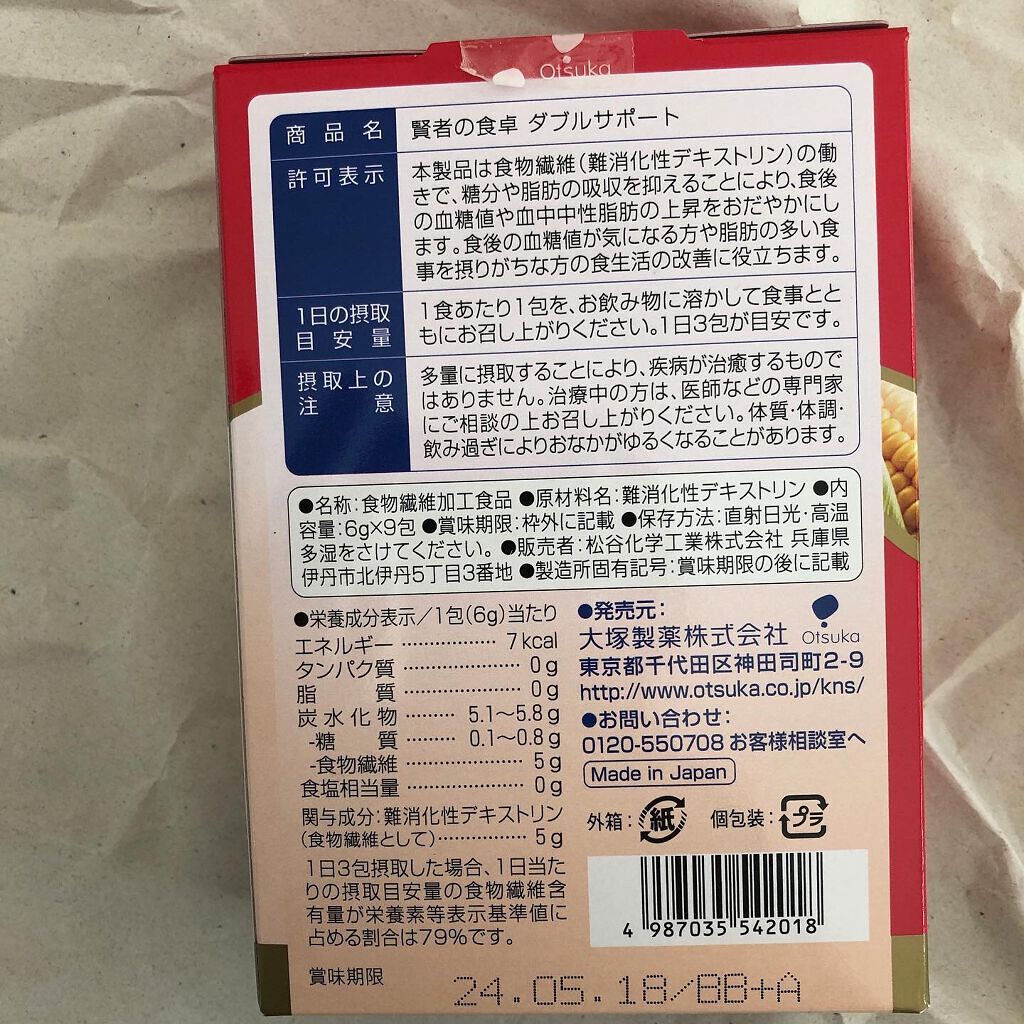 Otsuka
商品名 賢者の食卓 ダブルサポート
許可表示 本製品は食物繊維(難消化性デキストリン)の働
きで、糖分や脂肪の吸収を抑えることにより、食後
の血糖値や血中中性脂肪の上昇をおだやかにし
ます。食後の血糖値が気になる方や脂肪の多い食
事を摂りがちな方の食生活の改善に役立ちます。
1日の摂取
目安量
1食あたり1包を、お飲み物に溶かして食事とと
もにお召し上がりください。1日3包が目安です。
摂取上の
注意
多量に摂取することにより、疾病が治癒するもので
はありません。治療中の方は、医師などの専門家
にご相談の上お召し上がりください。体質・体調・
飲み過ぎによりおなかがゆるくなることがあります。
●名称:食物繊維加工食品 ●原材料名:難消化性デキストリン ●内
容量:6g×9包 ●賞味期限:枠外に記載 ●保存方法:直射日光・高温
多湿をさけてください。 ●販売者:松谷化学工業株式会社 兵庫県
伊丹市北伊丹5丁目3番地 ●製造所固有記号:賞味期限の後に記載
●栄養成分表示/1包(6g)当たり
エネルギー ………… 7kcal
タンパク質 ………… 0g
脂質 ………… 0g
炭水化物 ……… 5.1〜5.8g
-糖質 ……… 0.1〜0.8g
-食物繊維 ………… 5g
食塩相当量 ………… 0g
関与成分:難消化性デキストリン
(食物繊維として)………… 5g
1日3包摂取した場合、1日当た
りの摂取目安量の食物繊維含
有量が栄養素等表示基準値に
占める割合は79%です。
●発売元:
大塚製薬株式会社 Otsuka
東京都千代田区神田司町2-9
http://www.otsuka.co.jp/kns/
●お問い合わせ:
0120-550708 お客様相談室へ
Made in Japan
外箱: 紙 個包装: プラ
4 987035 542018
賞味期限 24.05.18/BB+A